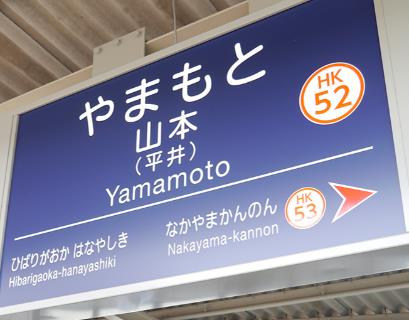 やまもと
HK
52
山本
(平井)
Yamamoto
ひばりがおか はなやしき
Hibarigaoka-hanayashiki
なかやまかんのん
Nakayama-kannon
HK
53